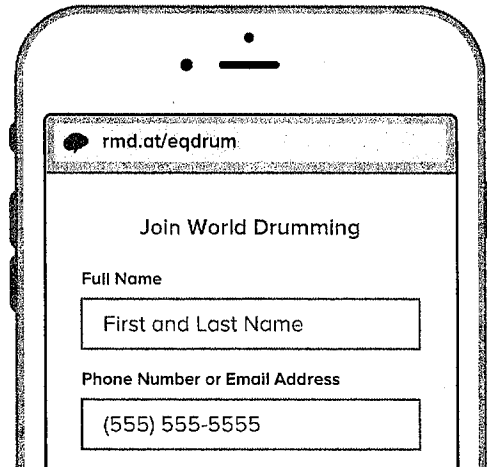 rmd.at/eqdrum
Join World Drumming
Full Name
First and Last Name
Phone Number or Email Address
(555) 555-5555